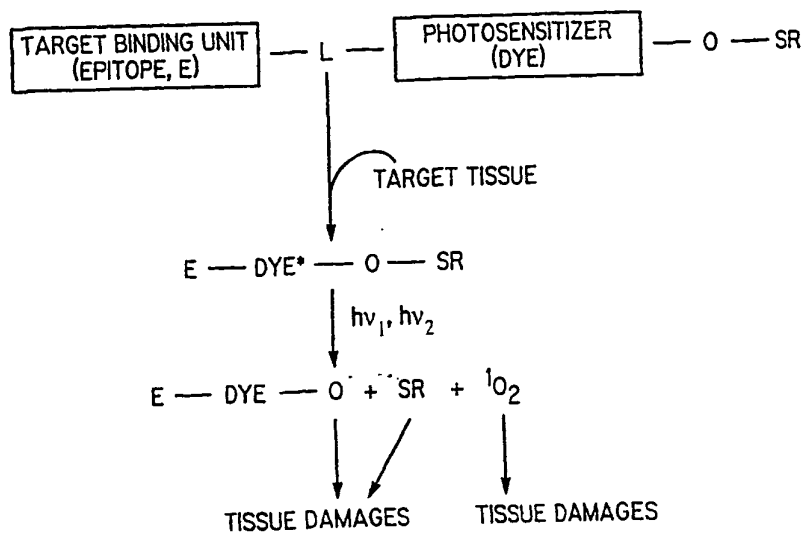 TARGET BINDING UNIT
(EPITOPE, E)
— L —
PHOTOSENSITIZER
(DYE)
— O — SR
TARGET TISSUE
E — DYE* — O — SR
hν₁, hν₂
E — DYE — O· + ·SR + ¹O₂
TISSUE DAMAGES
TISSUE DAMAGES